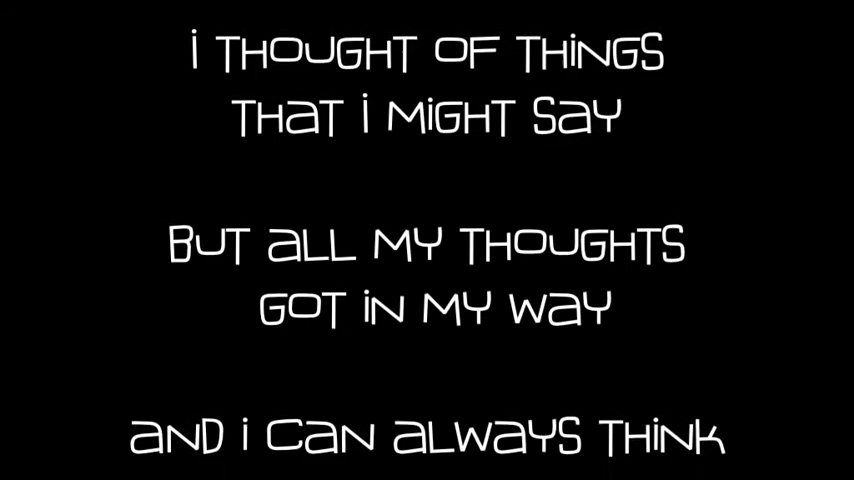 I THOUGHT OF THINGS
THAT I MIGHT SAY
BUT ALL MY THOUGHTS
GOT IN MY WAY
AND I CAN ALWAYS THINK